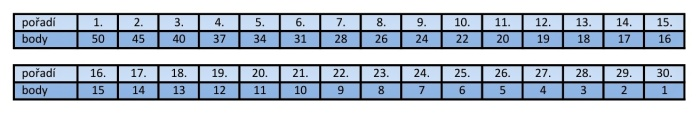 pořadí 1. 2. 3. 4. 5. 6. 7. 8. 9. 10. 11. 12. 13. 14. 15.
body 50 45 40 37 34 31 28 26 24 22 20 19 18 17 16
pořadí 16. 17. 18. 19. 20. 21. 22. 23. 24. 25. 26. 27. 28. 29. 30.
body 15 14 13 12 11 10 9 8 7 6 5 4 3 2 1